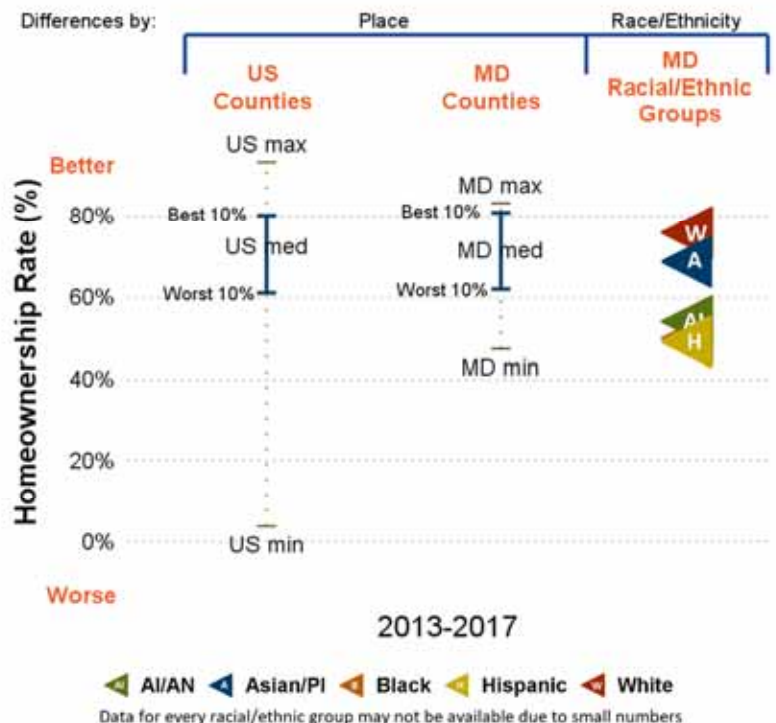 Differences by: Place Race/Ethnicity
US Counties
MD Counties
MD Racial/Ethnic Groups
Better
Homeownership Rate (%)
80%
60%
40%
20%
0%
Worse
US max
Best 10%
US med
Worst 10%
US min
MD max
Best 10%
MD med
Worst 10%
MD min
W
A
AI
H
2013-2017
AI AI/AN A Asian/PI B Black H Hispanic W White
Data for every racial/ethnic group may not be available due to small numbers